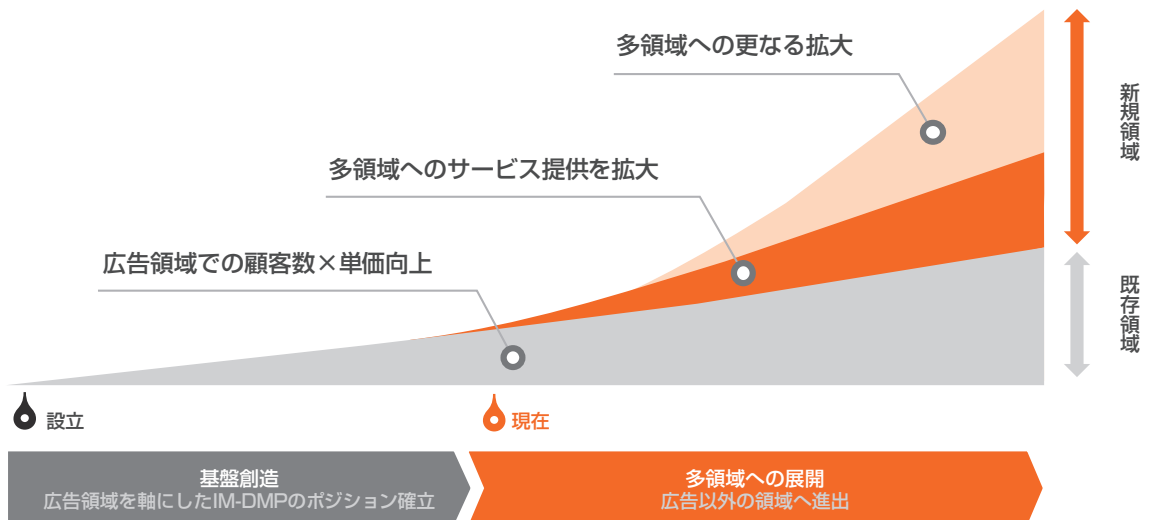 多領域への更なる拡大
新規領域
多領域へのサービス提供を拡大
広告領域での顧客数×単価向上
既存領域
設立
現在
基盤創造
広告領域を軸にしたIM-DMPのポジション確立
多領域への展開
広告以外の領域へ進出